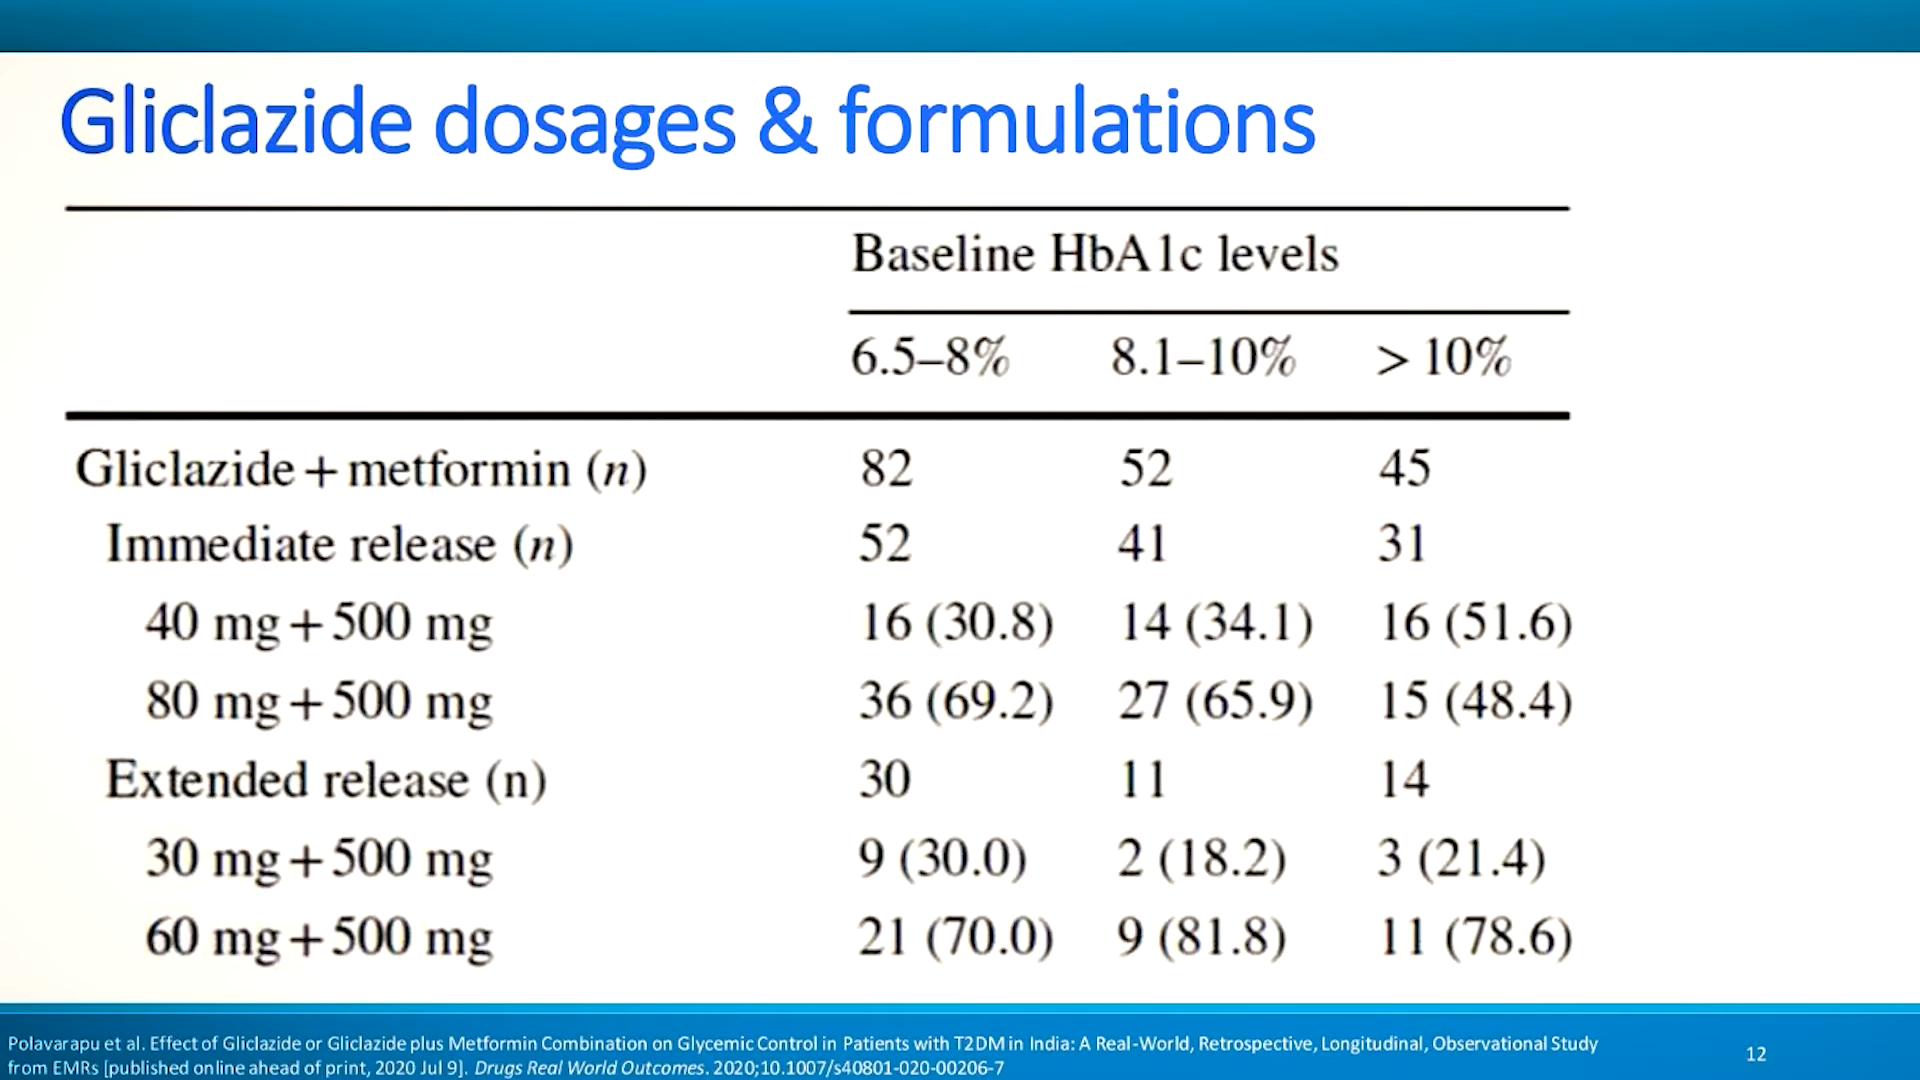 Gliclazide dosages & formulations
Baseline HbA1c levels
6.5–8% 8.1–10% > 10%
Gliclazide + metformin (n) 82 52 45
Immediate release (n) 52 41 31
40 mg + 500 mg 16 (30.8) 14 (34.1) 16 (51.6)
80 mg + 500 mg 36 (69.2) 27 (65.9) 15 (48.4)
Extended release (n) 30 11 14
30 mg + 500 mg 9 (30.0) 2 (18.2) 3 (21.4)
60 mg + 500 mg 21 (70.0) 9 (81.8) 11 (78.6)
Polavarapu et al. Effect of Gliclazide or Gliclazide plus Metformin Combination on Glycemic Control in Patients with T2DM in India: A Real-World, Retrospective, Longitudinal, Observational Study
from EMRs [published online ahead of print, 2020 Jul 9]. Drugs Real World Outcomes. 2020;10.1007/s40801-020-00206-7
12